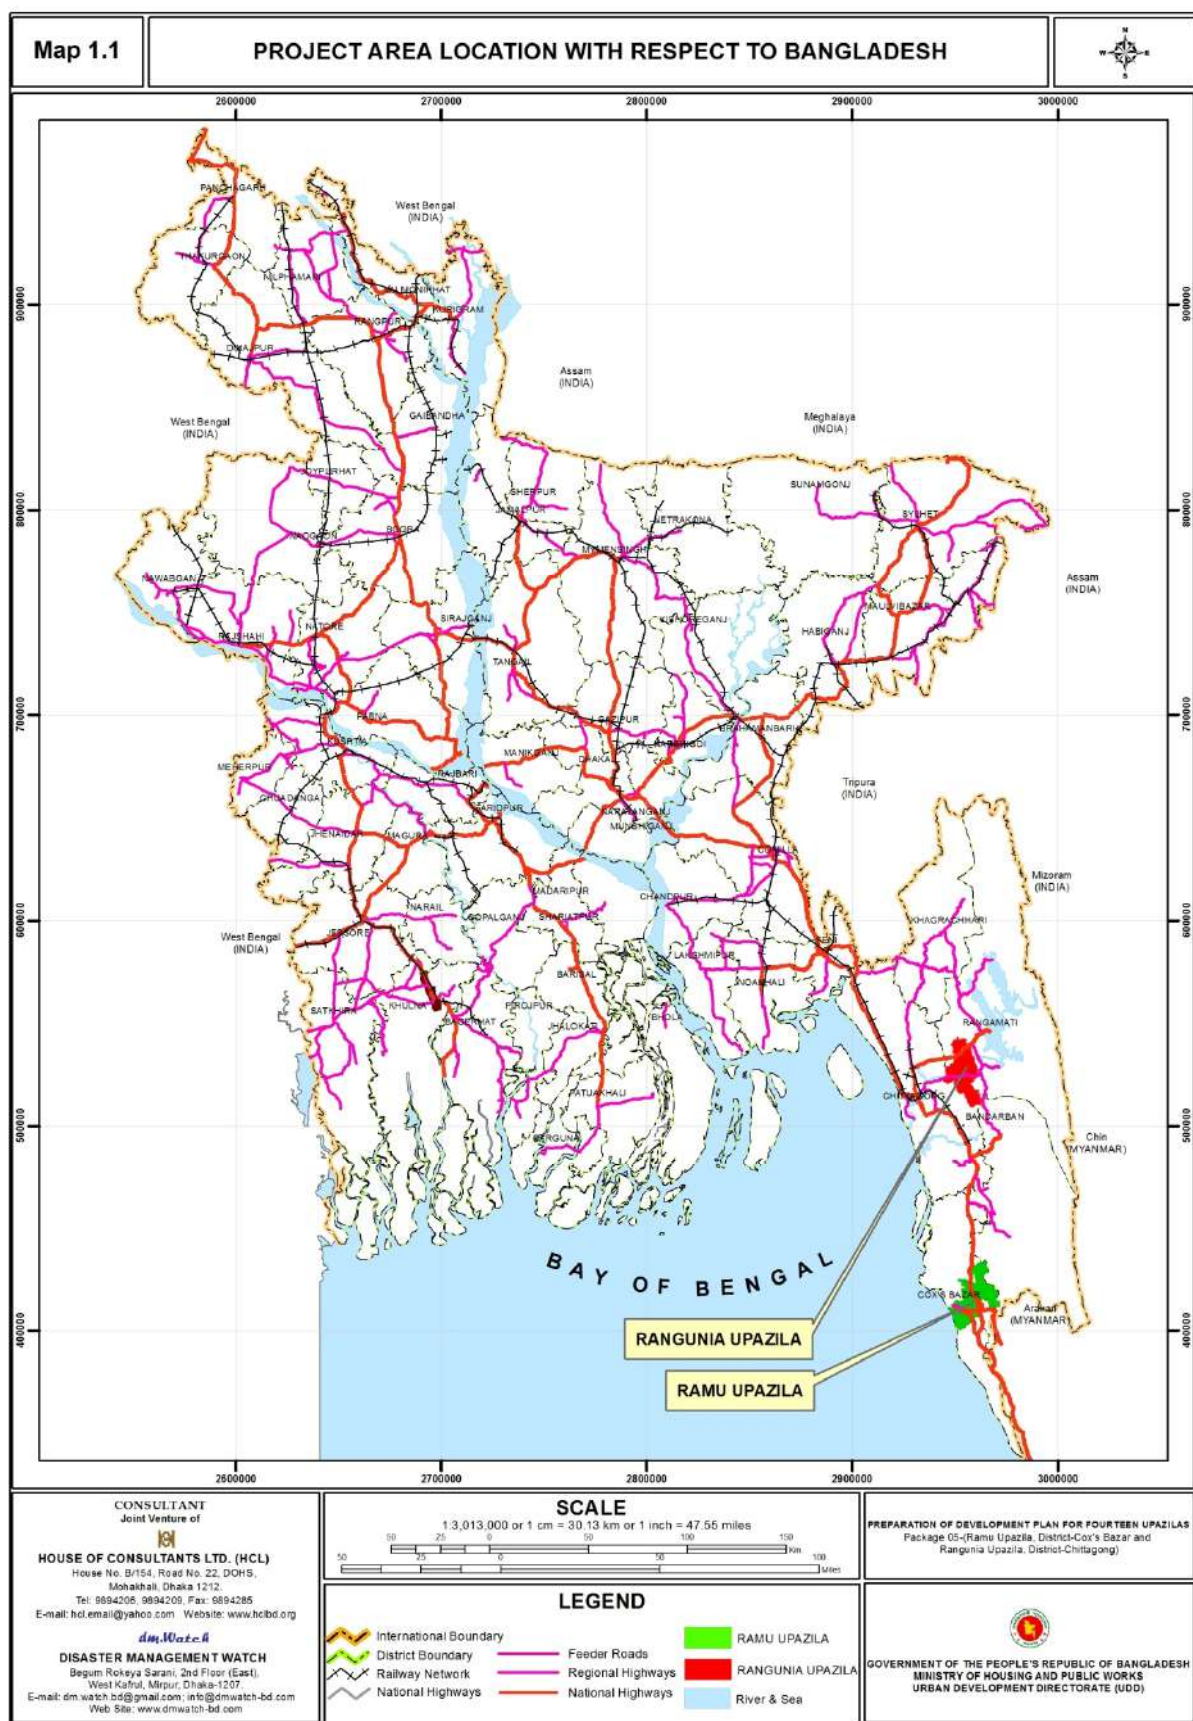 Map 1.1
PROJECT AREA LOCATION WITH RESPECT TO BANGLADESH
N
W E
S
2600000 2700000 2800000 2900000 3000000
PANCHAGARH
West Bengal
(INDIA)
THAKURGAON
NILPHAMARI
900000 900000
KURIGRAM
RANGPUR
DINAJPUR
Assam
(INDIA)
GAIBANDHA
West Bengal
(INDIA)
Meghalaya
(INDIA)
JOYPURHAT
SUNAMGONJ
SHERPUR
JAMALPUR
800000 800000
SYLHET
NETRAKONA
BOGRA
NAOGAON
MYMENSINGH
NAWABGANJ
Assam
(INDIA)
MAULVIBAZAR
SIRAJGANJ
KISHOREGANJ
NATORE
HABIGANJ
RAJSHAHI
TANGAIL
700000 700000
PABNA
GAZIPUR
BRAHAMANBARIA
KUSHTIA
NARSINGDI
MANIKGANJ
DHAKA
MEHERPUR
RAJBARI
Tripura
(INDIA)
CHUADANGA
FARIDPUR
NARAYANGANJ
MUNSHIGANJ
JHENAIDAH
MAGURA
COMILLA
Mizoram
(INDIA)
MADARIPUR
CHANDPUR
NARAIL
GOPALGANJ
SHARIATPUR
600000 600000
KHAGRACHHARI
JESSORE
FENI
West Bengal
(INDIA)
LAKSHMIPUR
BARISAL
NOAKHALI
KHULNA
PIROJPUR
SATKHIRA
BHOLA
BAGERHAT
JHALOKATI
RANGAMATI
PATUAKHALI
CHITTAGONG
BANDARBAN
500000 500000
BERGUNA
Chin
(MYANMAR)
BAY OF BENGAL
COX'S BAZAR
Arakan
(MYANMAR)
400000 400000
RANGUNIA UPAZILA
RAMU UPAZILA
2600000 2700000 2800000 2900000 3000000
CONSULTANT
Joint Venture of
HOUSE OF CONSULTANTS LTD. (HCL)
House No. B/154, Road No. 22, DOHS,
Mohakhali, Dhaka 1212.
Tel: 9894206, 9894209, Fax: 9894285
E-mail: hcl.email@yahoo.com Website: www.hclbd.org
dm.Watch
DISASTER MANAGEMENT WATCH
Begum Rokeya Sarani, 2nd Floor (East),
West Kafrul, Mirpur, Dhaka-1207.
E-mail: dm.watch.bd@gmail.com; info@dmwatch-bd.com
Web Site: www.dmwatch-bd.com
SCALE
1:3,013,000 or 1 cm = 30.13 km or 1 inch = 47.55 miles
50 25 0 50 100 150
Km
50 25 0 50 100
Miles
LEGEND
International Boundary
District Boundary
Railway Network
National Highways
Feeder Roads
Regional Highways
National Highways
RAMU UPAZILA
RANGUNIA UPAZILA
River & Sea
PREPARATION OF DEVELOPMENT PLAN FOR FOURTEEN UPAZILAS
Package 05-(Ramu Upazila, District-Cox's Bazar and
Rangunia Upazila, District-Chittagong)
GOVERNMENT OF THE PEOPLE'S REPUBLIC OF BANGLADESH
MINISTRY OF HOUSING AND PUBLIC WORKS
URBAN DEVELOPMENT DIRECTORATE (UDD)